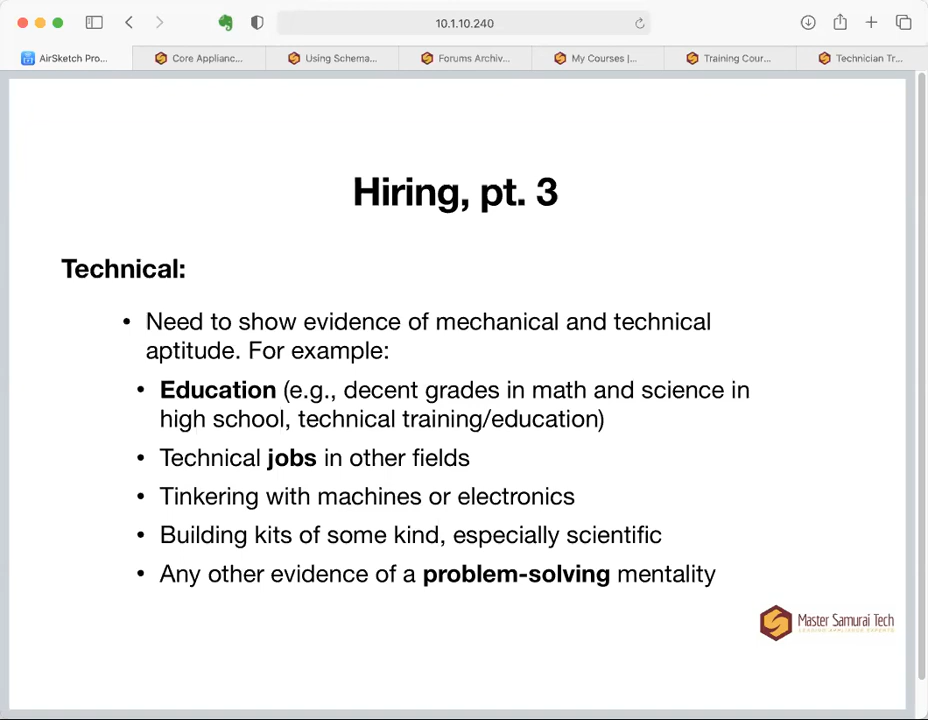 10.1.10.240
AirSketch Pro...
Core Applianc...
Using Schema...
Forums Archiv...
My Courses |...
Training Cour...
Technician Tr...
Hiring, pt. 3
Technical:
• Need to show evidence of mechanical and technical
aptitude. For example:
• Education (e.g., decent grades in math and science in
high school, technical training/education)
• Technical jobs in other fields
• Tinkering with machines or electronics
• Building kits of some kind, especially scientific
• Any other evidence of a problem-solving mentality
Master Samurai Tech